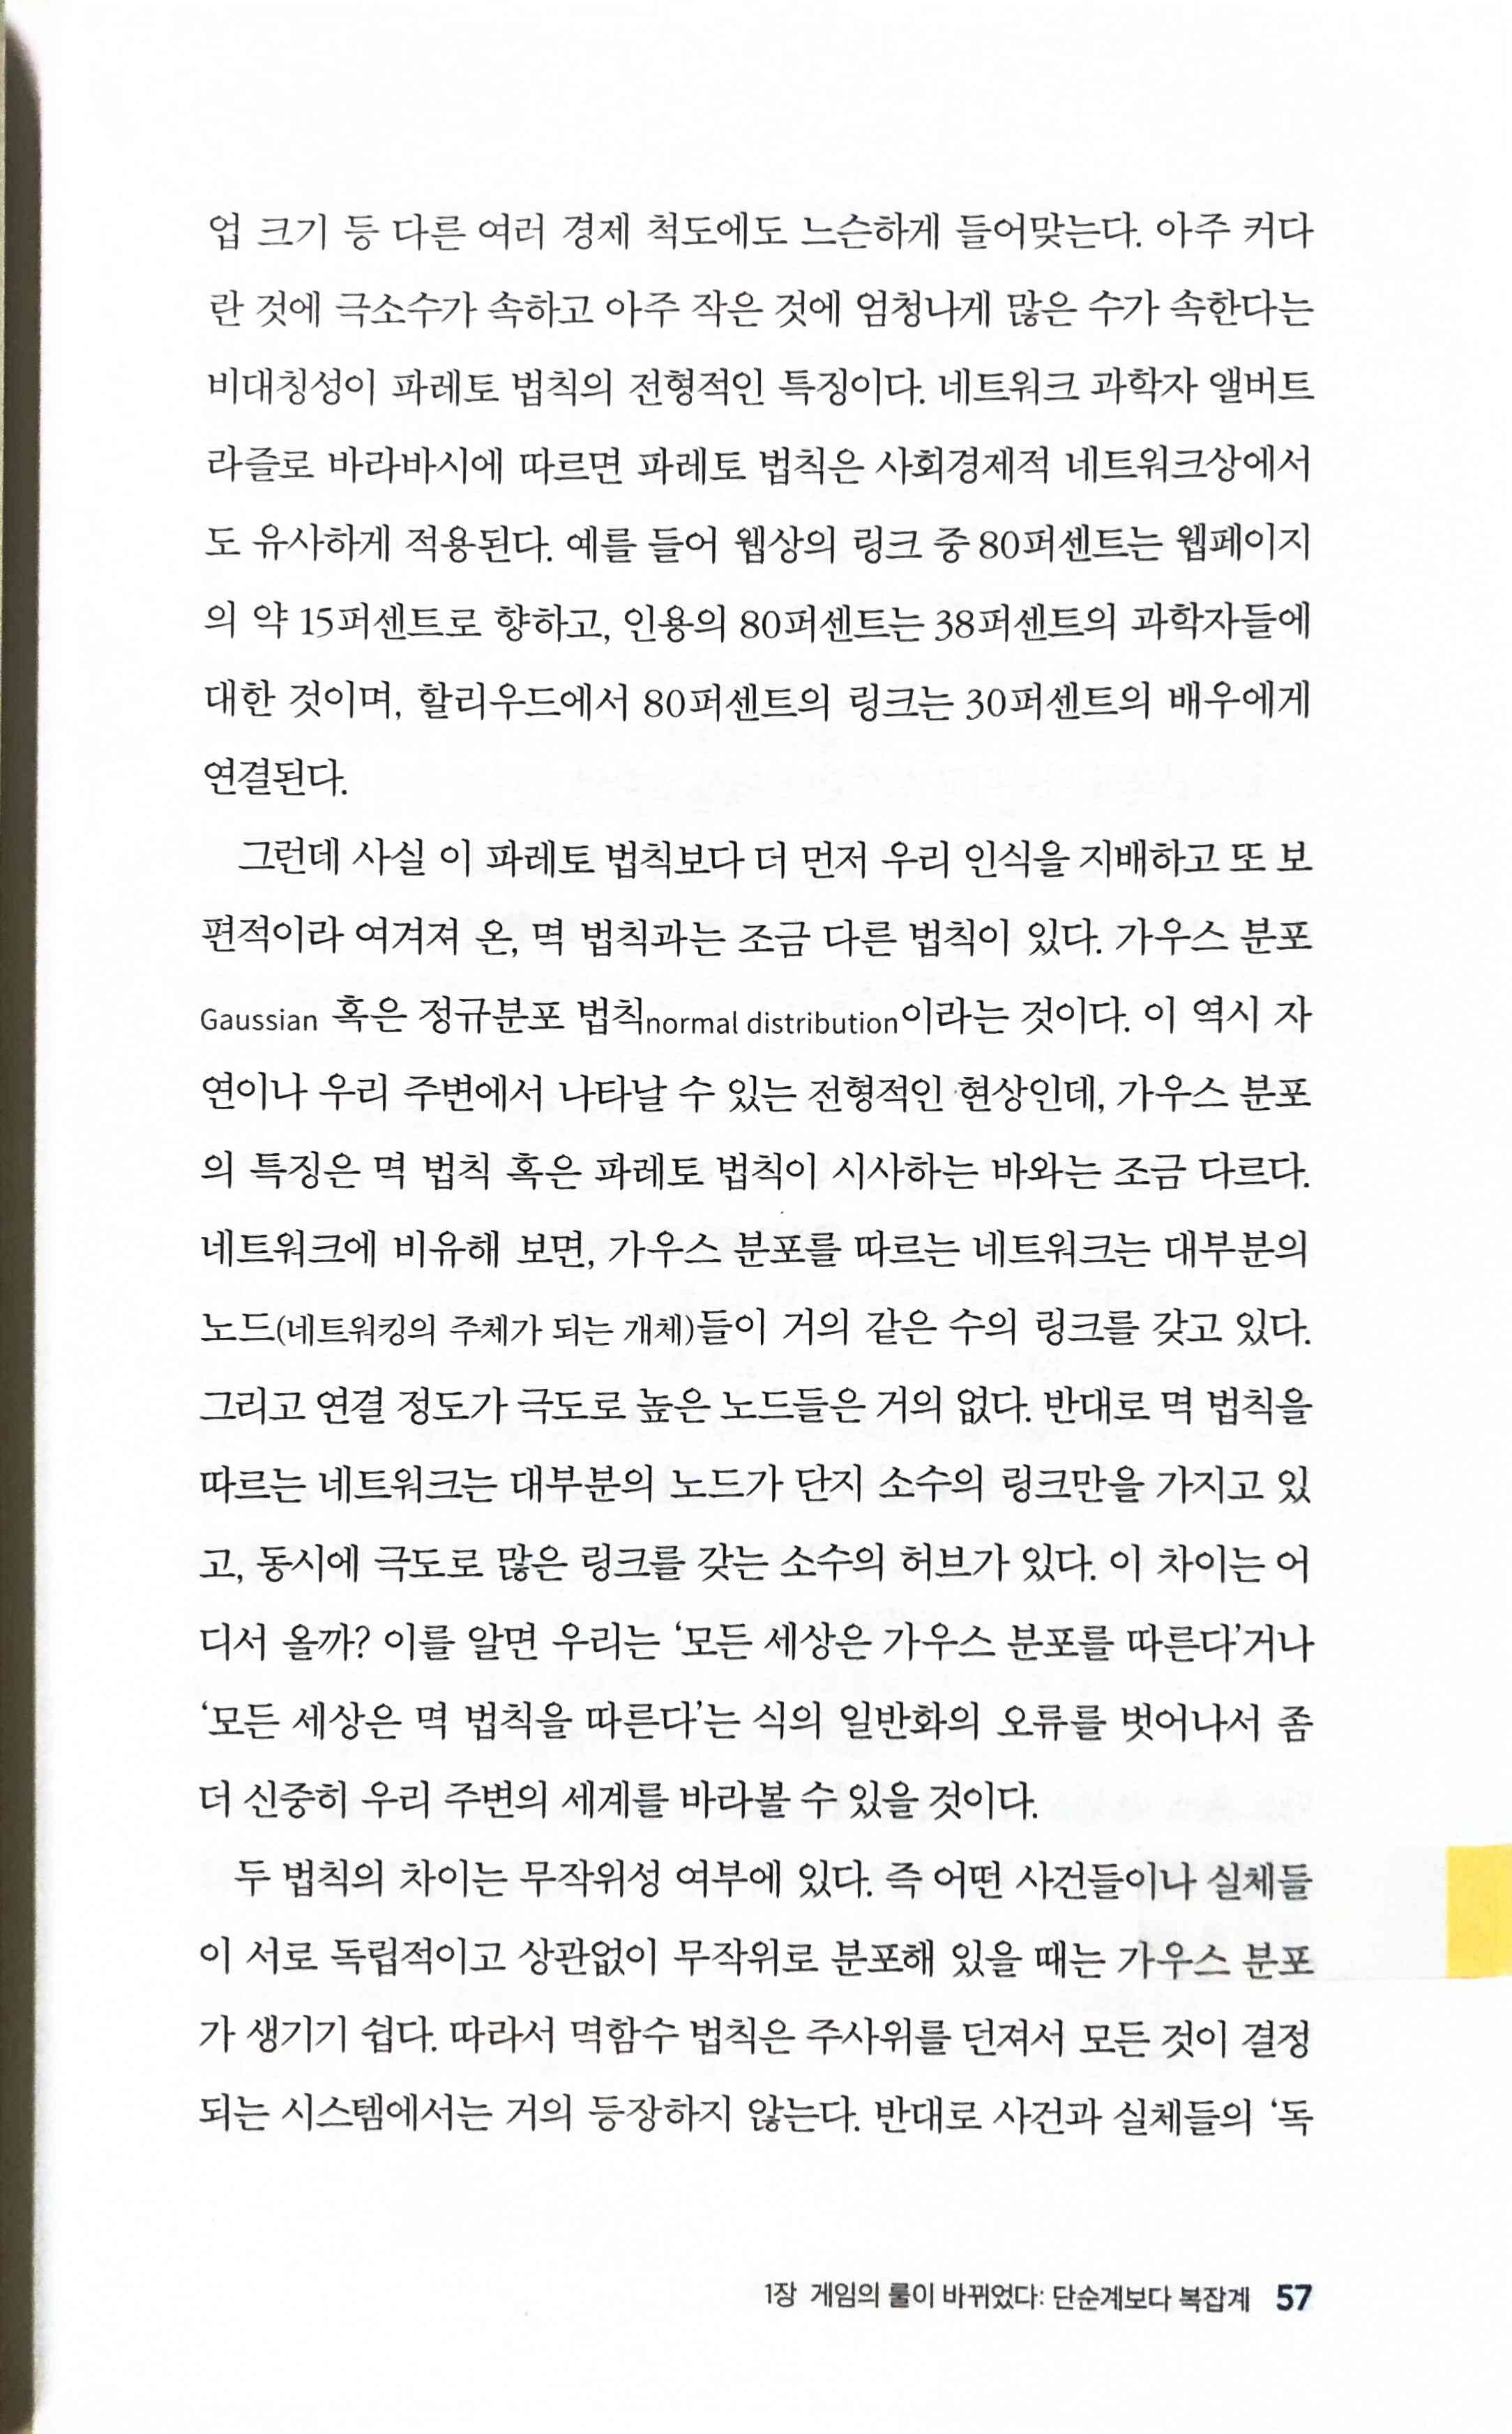 업 크기 등 다른 여러 경제 척도에도 느슨하게 들어맞는다. 아주 커다
란 것에 극소수가 속하고 아주 작은 것에 엄청나게 많은 수가 속한다는
비대칭성이 파레토 법칙의 전형적인 특징이다. 네트워크 과학자 앨버트
라즐로 바라바시에 따르면 파레토 법칙은 사회경제적 네트워크상에서
도 유사하게 적용된다. 예를 들어 웹상의 링크 중 80퍼센트는 웹페이지
의 약 15퍼센트로 향하고, 인용의 80퍼센트는 38퍼센트의 과학자들에
대한 것이며, 할리우드에서 80퍼센트의 링크는 30퍼센트의 배우에게
연결된다.
그런데 사실 이 파레토 법칙보다 더 먼저 우리 인식을 지배하고 또 보
편적이라 여겨져 온, 멱 법칙과는 조금 다른 법칙이 있다. 가우스 분포
Gaussian 혹은 정규분포 법칙normal distribution이라는 것이다. 이 역시 자
연이나 우리 주변에서 나타날 수 있는 전형적인 현상인데, 가우스 분포
의 특징은 멱 법칙 혹은 파레토 법칙이 시사하는 바와는 조금 다르다.
네트워크에 비유해 보면, 가우스 분포를 따르는 네트워크는 대부분의
노드(네트워킹의 주체가 되는 개체)들이 거의 같은 수의 링크를 갖고 있다.
그리고 연결 정도가 극도로 높은 노드들은 거의 없다. 반대로 멱 법칙을
따르는 네트워크는 대부분의 노드가 단지 소수의 링크만을 가지고 있
고, 동시에 극도로 많은 링크를 갖는 소수의 허브가 있다. 이 차이는 어
디서 올까? 이를 알면 우리는 ‘모든 세상은 가우스 분포를 따른다’거나
‘모든 세상은 멱 법칙을 따른다’는 식의 일반화의 오류를 벗어나서 좀
더 신중히 우리 주변의 세계를 바라볼 수 있을 것이다.
두 법칙의 차이는 무작위성 여부에 있다. 즉 어떤 사건들이나 실체들
이 서로 독립적이고 상관없이 무작위로 분포해 있을 때는 가우스 분포
가 생기기 쉽다. 따라서 멱함수 법칙은 주사위를 던져서 모든 것이 결정
되는 시스템에서는 거의 등장하지 않는다. 반대로 사건과 실체들의 ‘독
1장 게임의 룰이 바뀌었다: 단순계보다 복잡계 57